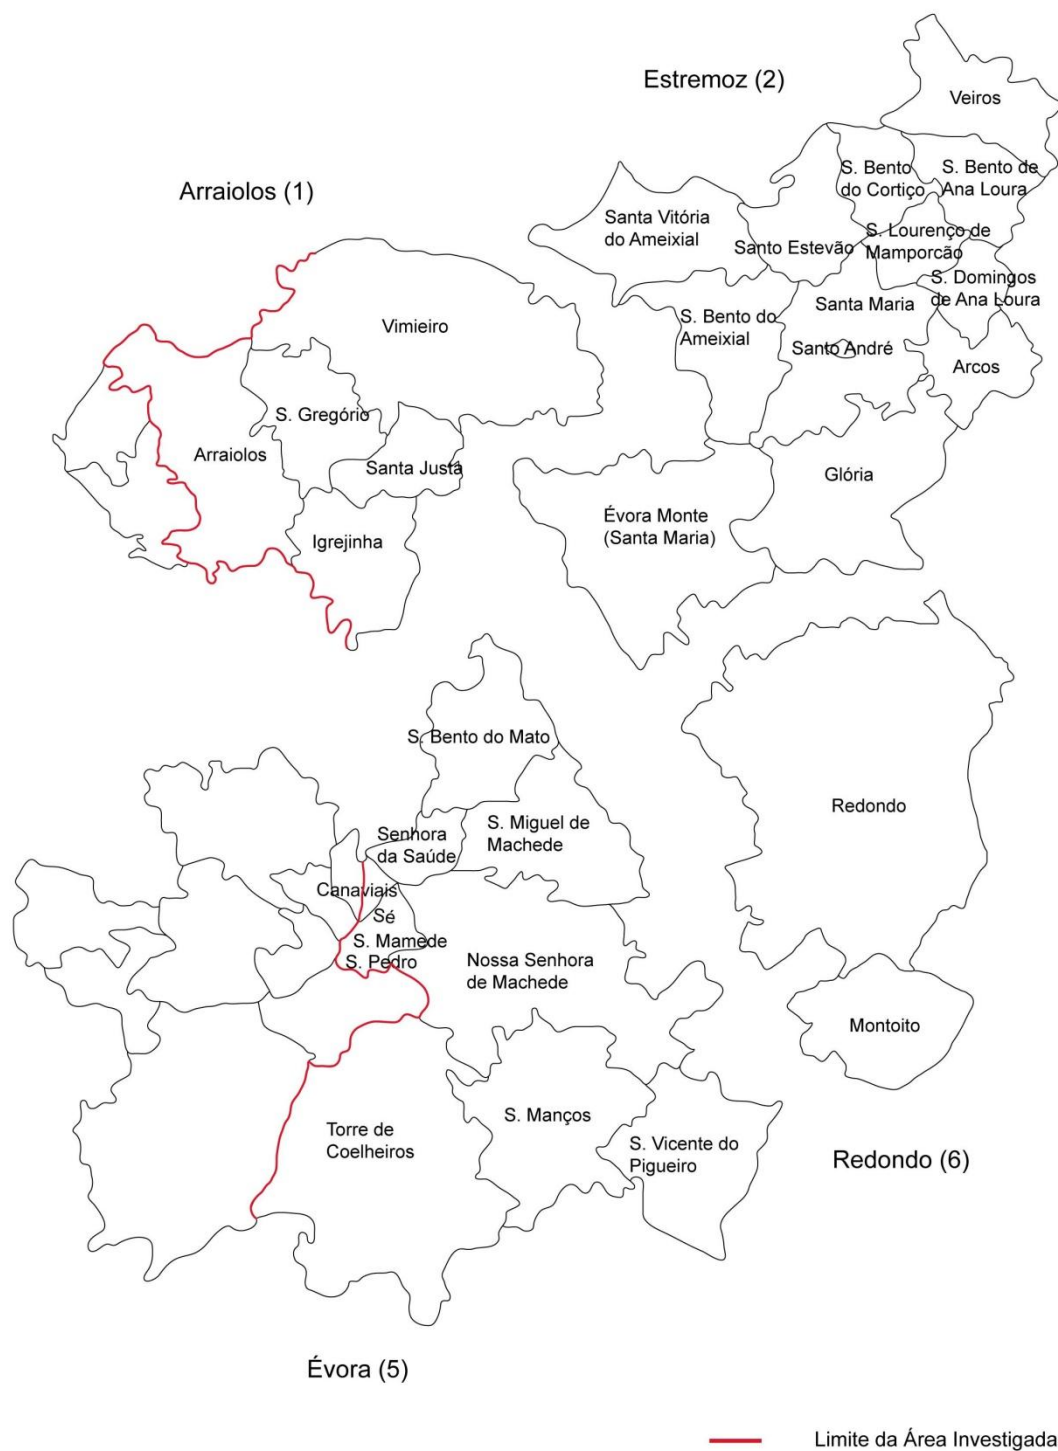 Estremoz (2)
Veiros
S. Bento
do Cortiço
S. Bento de
Ana Loura
Santa Vitória
do Ameixial
Santo Estevão
S. Lourenço de
Mamporcão
S. Domingos
de Ana Loura
Santa Maria
S. Bento do
Ameixial
Santo André
Arcos
Glória
Évora Monte
(Santa Maria)
Arraiolos (1)
Vimieiro
S. Gregório
Arraiolos
Santa Justa
Igrejinha
S. Bento do Mato
S. Miguel de
Machede
Senhora
da Saúde
Canaviais
Sé
S. Mamede
S. Pedro
Nossa Senhora
de Machede
S. Manços
Torre de
Coelheiros
S. Vicente do
Pigueiro
Évora (5)
Redondo
Montoito
Redondo (6)
Limite da Área Investigada